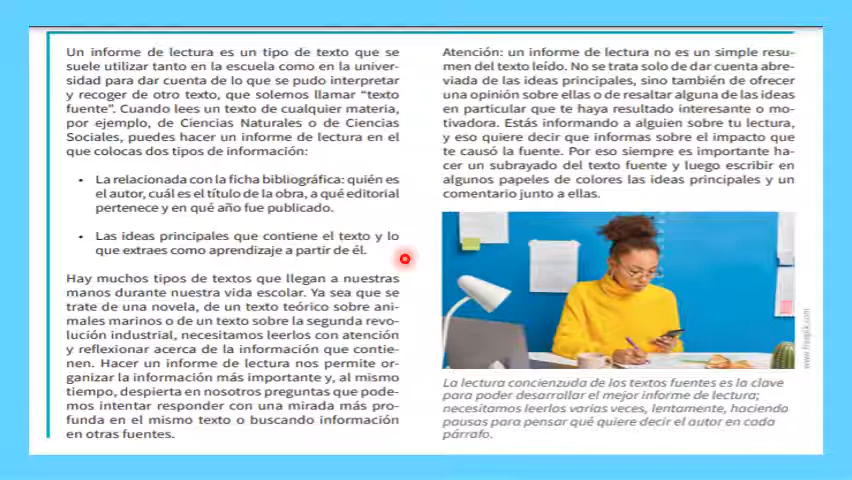 Un informe de lectura es un tipo de texto que se
suele utilizar tanto en la escuela como en la univer-
sidad para dar cuenta de lo que se pudo interpretar
y recoger de otro texto, que solemos llamar “texto
fuente”. Cuando lees un texto de cualquier materia,
por ejemplo, de Ciencias Naturales o de Ciencias
Sociales, puedes hacer un informe de lectura en el
que colocas dos tipos de información:
• La relacionada con la ficha bibliográfica: quién es
el autor, cuál es el título de la obra, a qué editorial
pertenece y en qué año fue publicado.
• Las ideas principales que contiene el texto y lo
que extraes como aprendizaje a partir de él.
Hay muchos tipos de textos que llegan a nuestras
manos durante nuestra vida escolar. Ya sea que se
trate de una novela, de un texto teórico sobre ani-
males marinos o de un texto sobre la segunda revo-
lución industrial, necesitamos leerlos con atención
y reflexionar acerca de la información que contie-
nen. Hacer un informe de lectura nos permite or-
ganizar la información más importante y, al mismo
tiempo, despierta en nosotros preguntas que pode-
mos intentar responder con una mirada más pro-
funda en el mismo texto o buscando información
en otras fuentes.
Atención: un informe de lectura no es un simple resu-
men del texto leído. No se trata solo de dar cuenta abre-
viada de las ideas principales, sino también de ofrecer
una opinión sobre ellas o de resaltar alguna de las ideas
en particular que te haya resultado interesante o mo-
tivadora. Estás informando a alguien sobre tu lectura,
y eso quiere decir que informas sobre el impacto que
te causó la fuente. Por eso siempre es importante ha-
cer un subrayado del texto fuente y luego escribir en
algunos papeles de colores las ideas principales y un
comentario junto a ellas.
www.freepik.com
La lectura concienzuda de los textos fuentes es la clave
para poder desarrollar el mejor informe de lectura;
necesitamos leerlos varias veces, lentamente, haciendo
pausas para pensar qué quiere decir el autor en cada
párrafo.